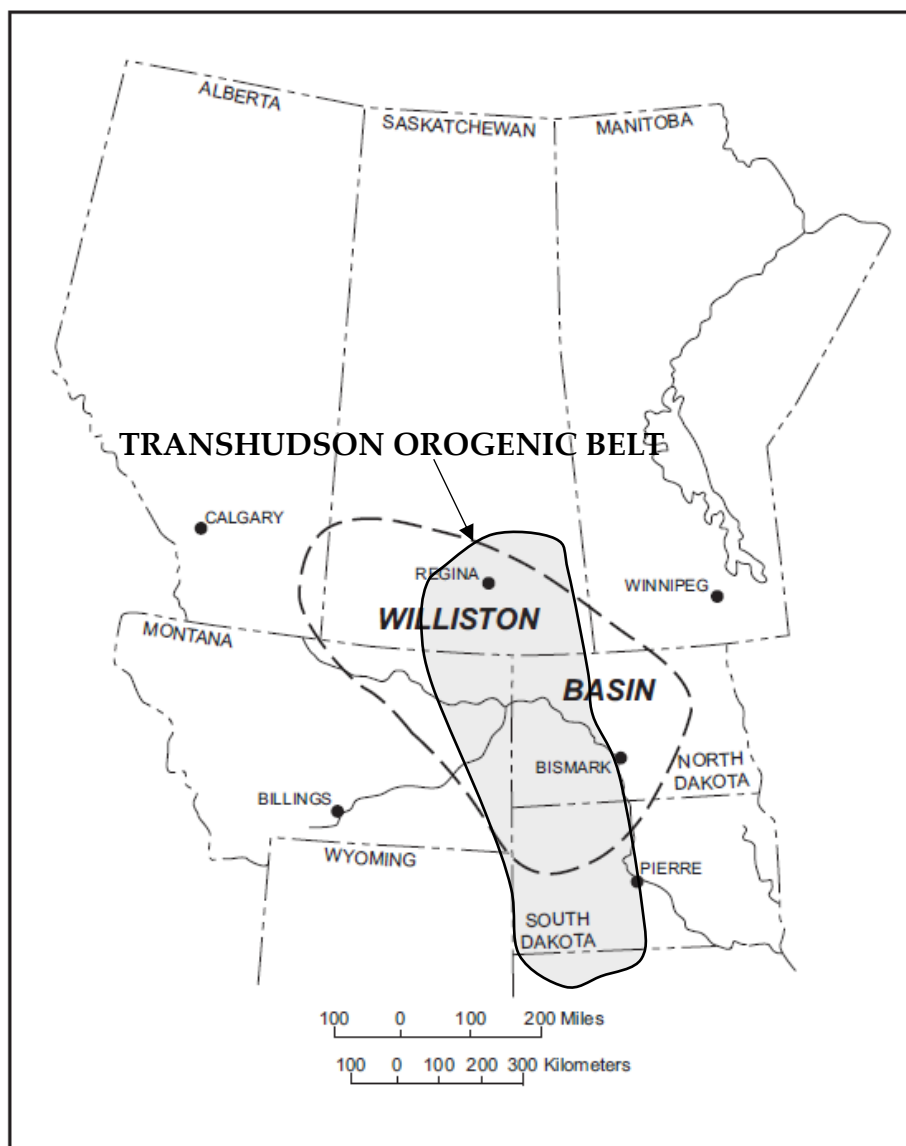 ALBERTA
SASKATCHEWAN
MANITOBA
TRANSHUDSON OROGENIC BELT
CALGARY
REGINA
WINNIPEG
WILLISTON
MONTANA
BASIN
BISMARK
NORTH
DAKOTA
BILLINGS
WYOMING
PIERRE
SOUTH
DAKOTA
100 0 100 200 Miles
100 0 100 200 300 Kilometers